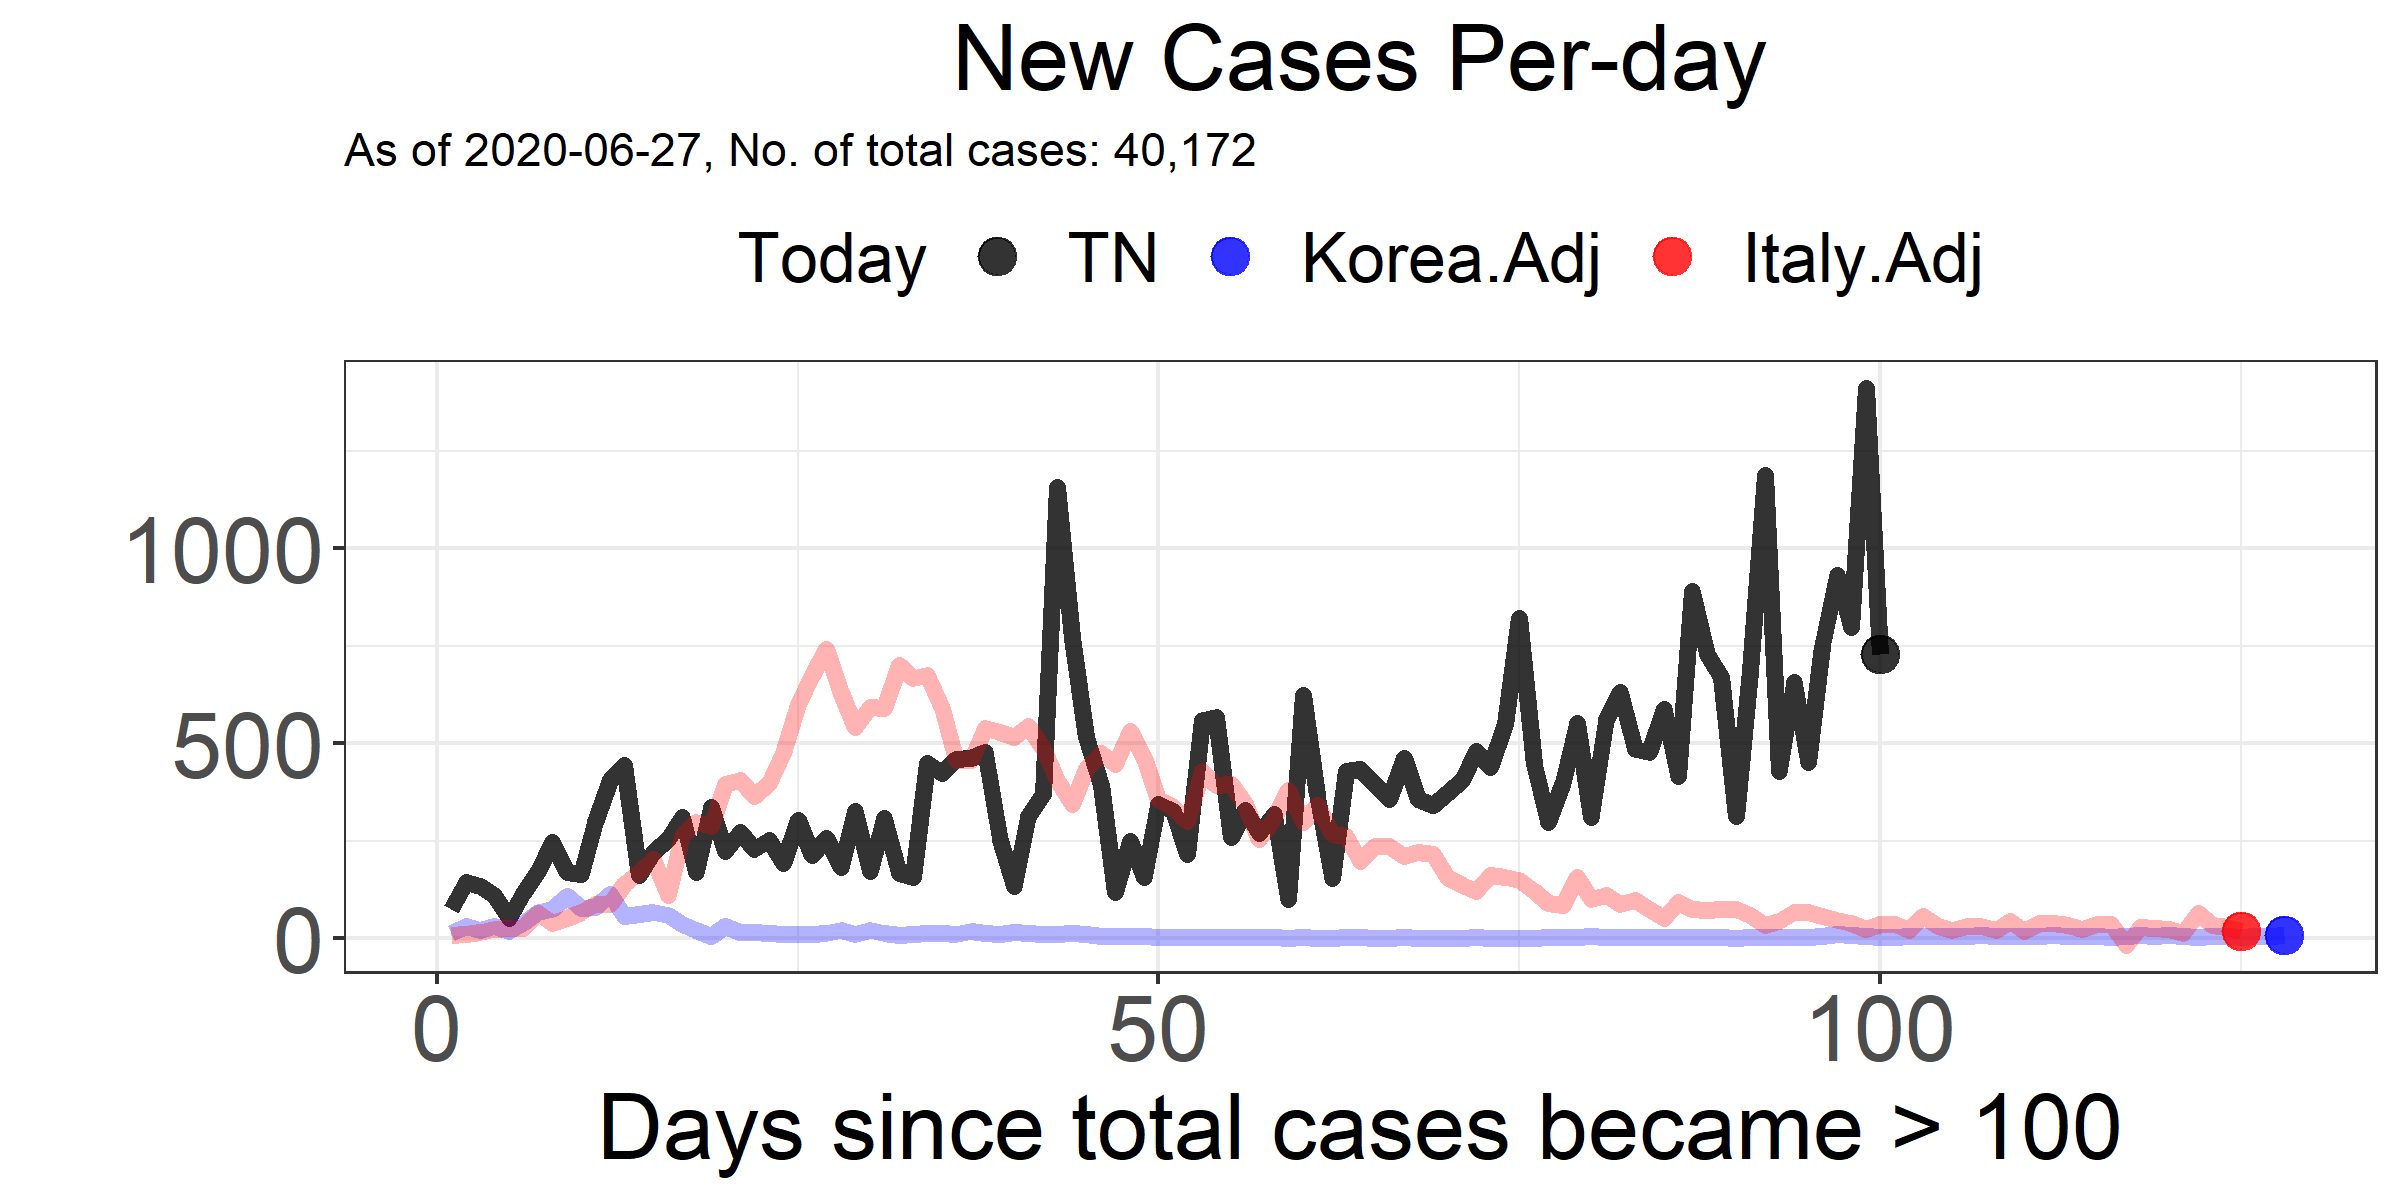 New Cases Per-day
As of 2020-06-27, No. of total cases: 40,172
Today TN Korea.Adj Italy.Adj
1000
500
0
0 50 100
Days since total cases became > 100